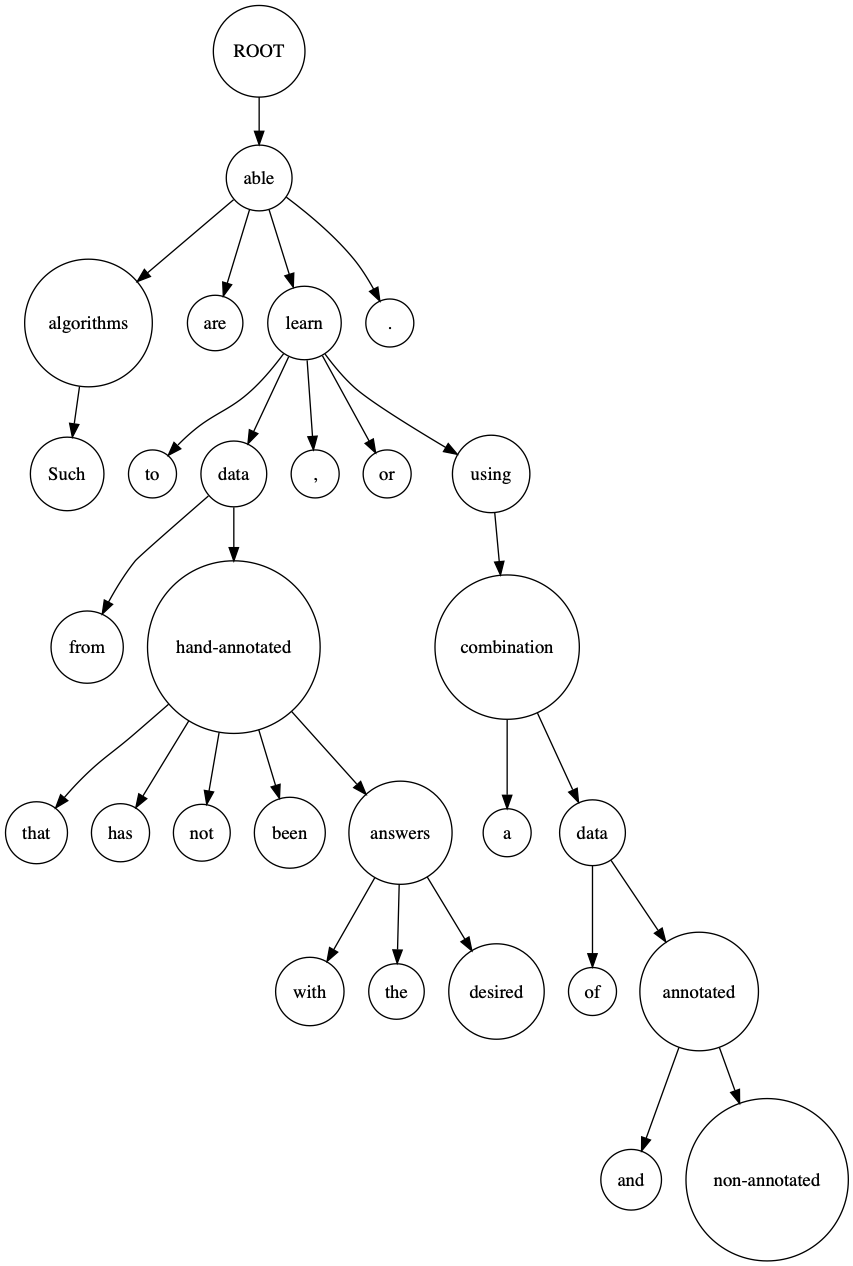 ROOT
able
algorithms
are
learn
.
Such
to
data
,
or
using
from
hand-annotated
combination
that
has
not
been
answers
a
data
with
the
desired
of
annotated
and
non-annotated